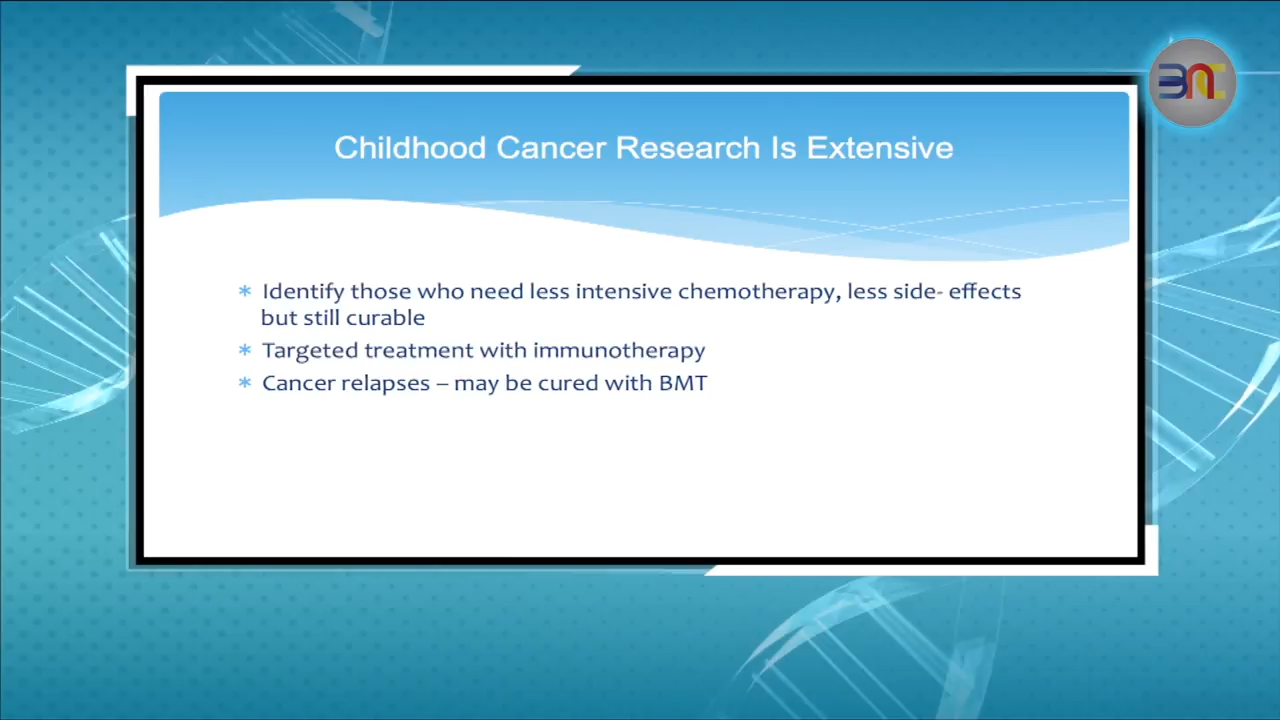 BNC
Childhood Cancer Research Is Extensive
* Identify those who need less intensive chemotherapy, less side- effects
but still curable
* Targeted treatment with immunotherapy
* Cancer relapses – may be cured with BMT